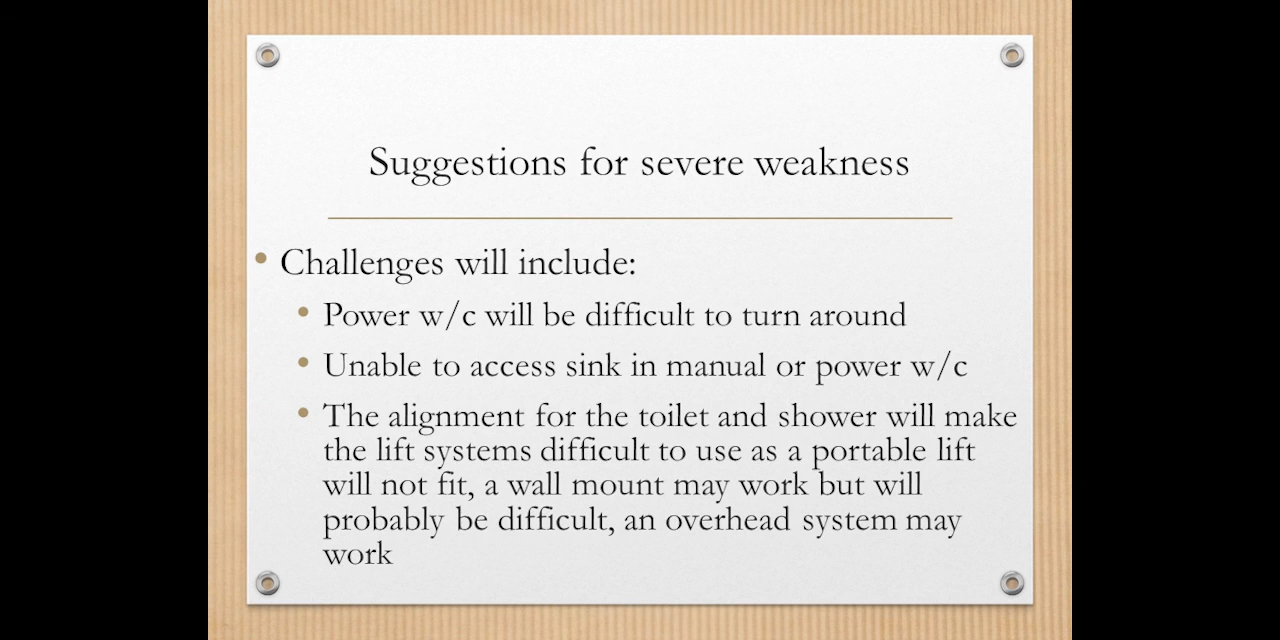 Suggestions for severe weakness
• Challenges will include:
• Power w/c will be difficult to turn around
• Unable to access sink in manual or power w/c
• The alignment for the toilet and shower will make
the lift systems difficult to use as a portable lift
will not fit, a wall mount may work but will
probably be difficult, an overhead system may
work